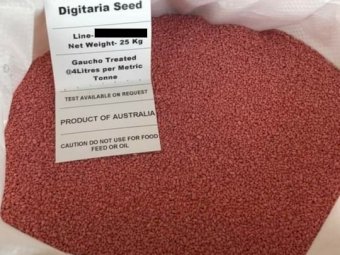 Digitaria Seed
Line-
Net Weight- 25 Kg
Gaucho Treated
@4Litres per Metric
Tonne
TEST AVAILABLE ON REQUEST
PRODUCT OF AUSTRALIA
CAUTION DO NOT USE FOR FOOD
FEED OR OIL